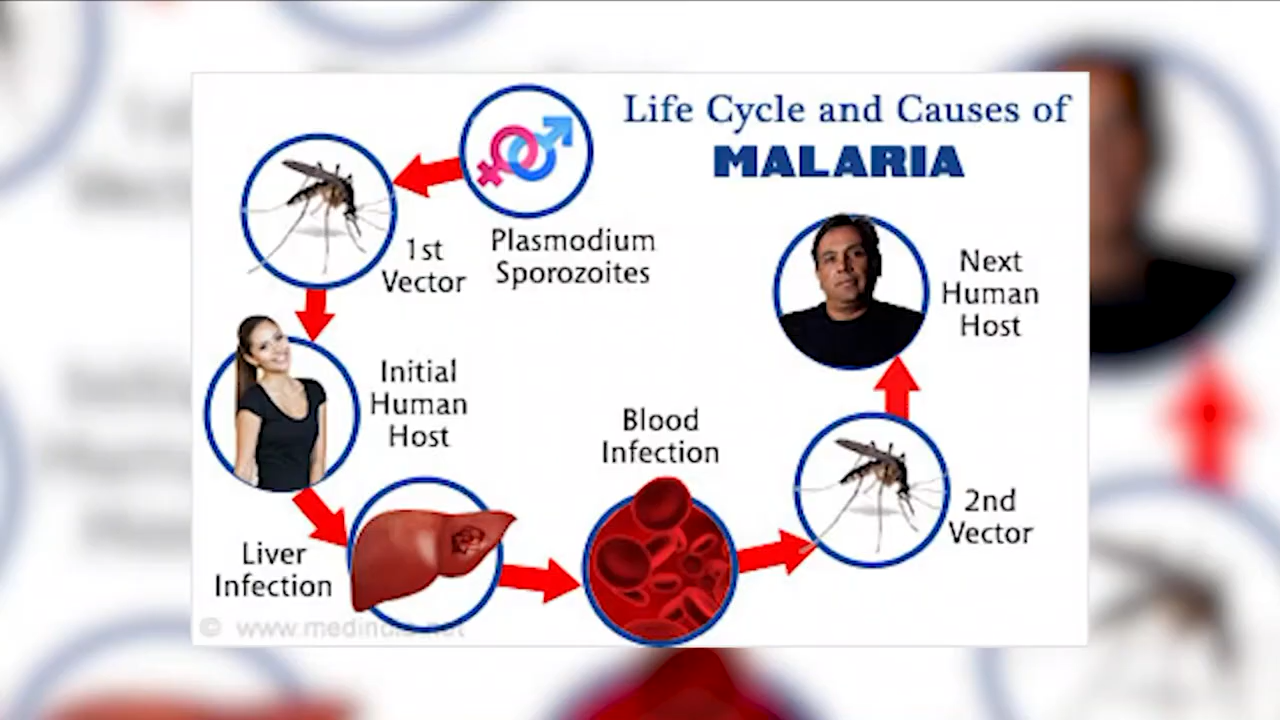 Life Cycle and Causes of
MALARIA
Plasmodium
Sporozoites
1st
Vector
Initial
Human
Host
Liver
Infection
Blood
Infection
2nd
Vector
Next
Human
Host
© www.medindia.net